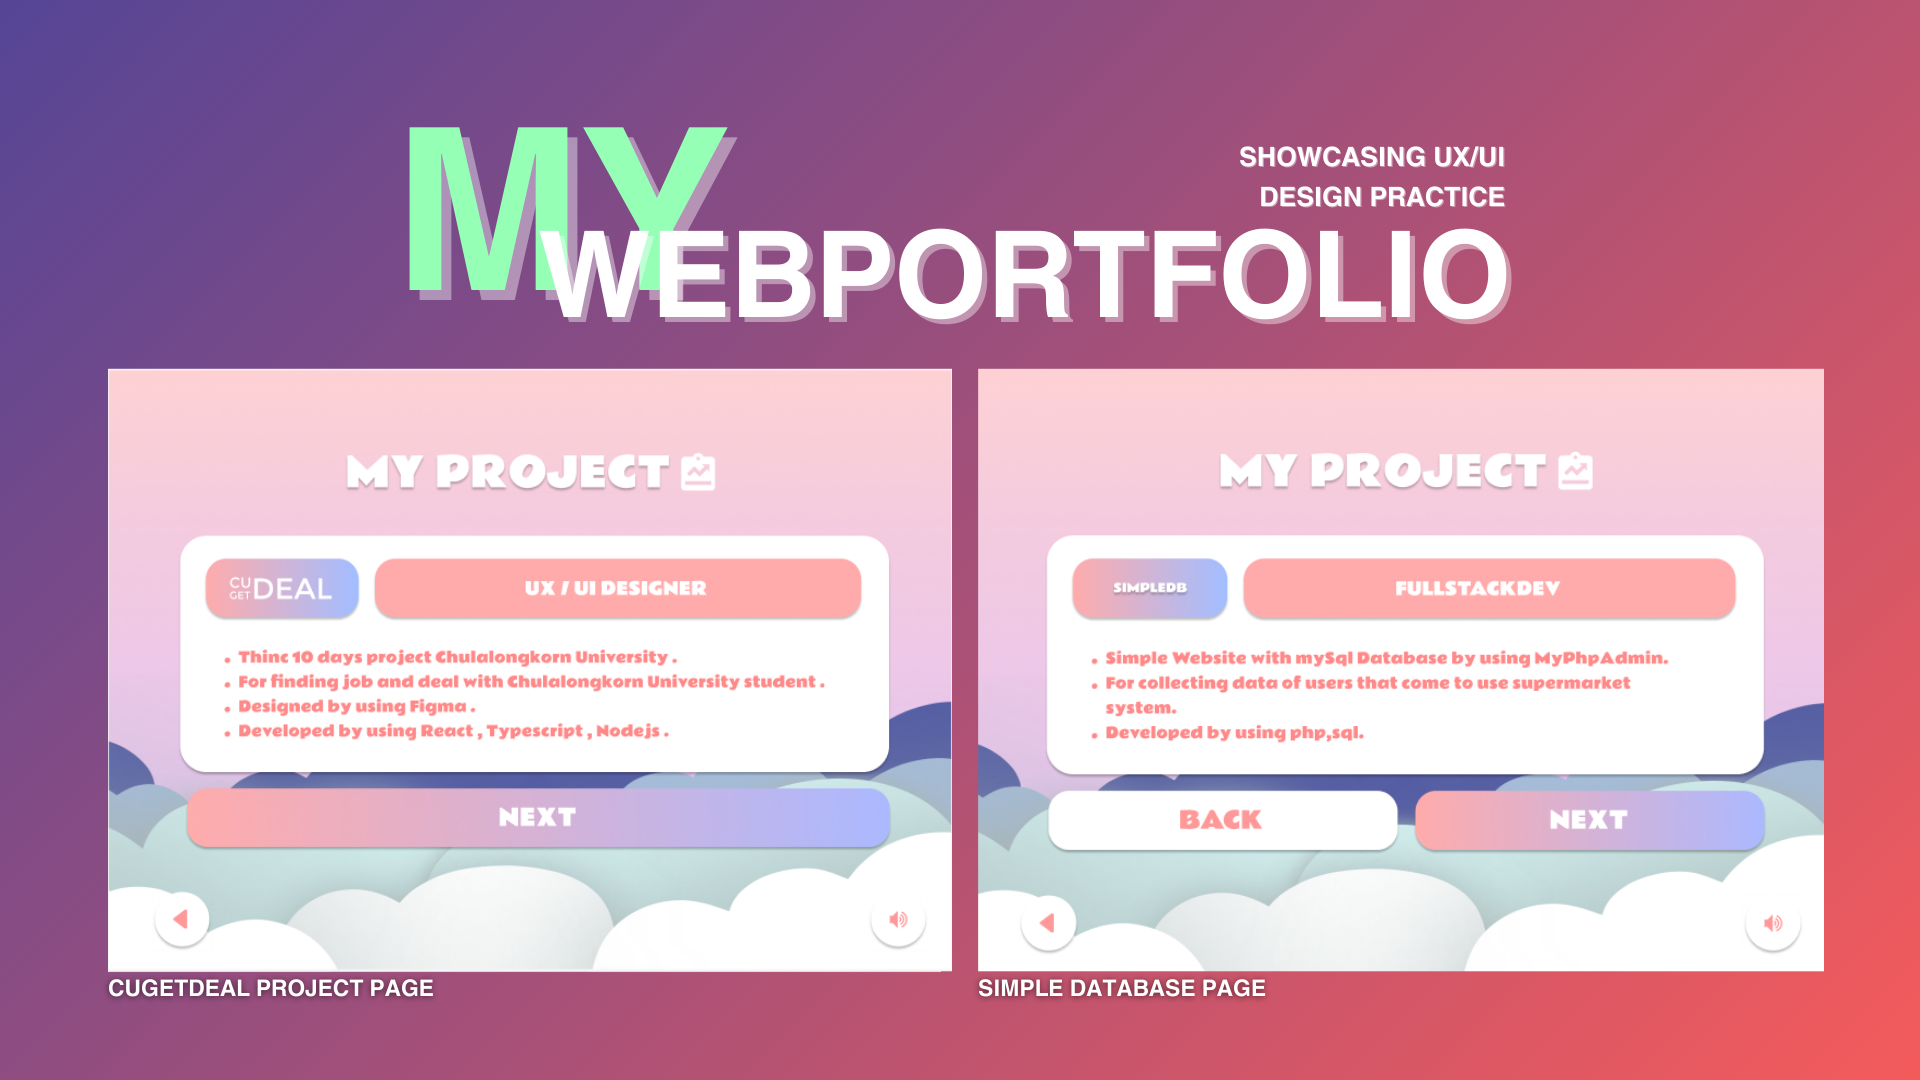 MY
SHOWCASING UX/UI
DESIGN PRACTICE
WEBPORTFOLIO
MY PROJECT
CU
GET
DEAL
UX / UI DESIGNER
• Thinc 10 days project Chulalongkorn University .
• For finding job and deal with Chulalongkorn University student .
• Designed by using Figma .
• Developed by using React , Typescript , Nodejs .
NEXT
CUGETDEAL PROJECT PAGE
MY PROJECT
SIMPLEDB
FULLSTACKDEV
• Simple Website with mySql Database by using MyPhpAdmin.
• For collecting data of users that come to use supermarket
system.
• Developed by using php,sql.
BACK
NEXT
SIMPLE DATABASE PAGE